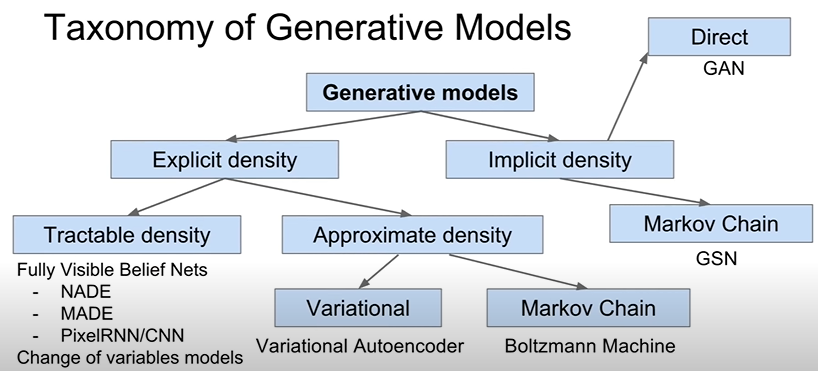 Taxonomy of Generative Models
Direct
GAN
Generative models
Explicit density
Implicit density
Tractable density
Approximate density
Markov Chain
GSN
Fully Visible Belief Nets
- NADE
- MADE
- PixelRNN/CNN
Change of variables models
Variational
Variational Autoencoder
Markov Chain
Boltzmann Machine